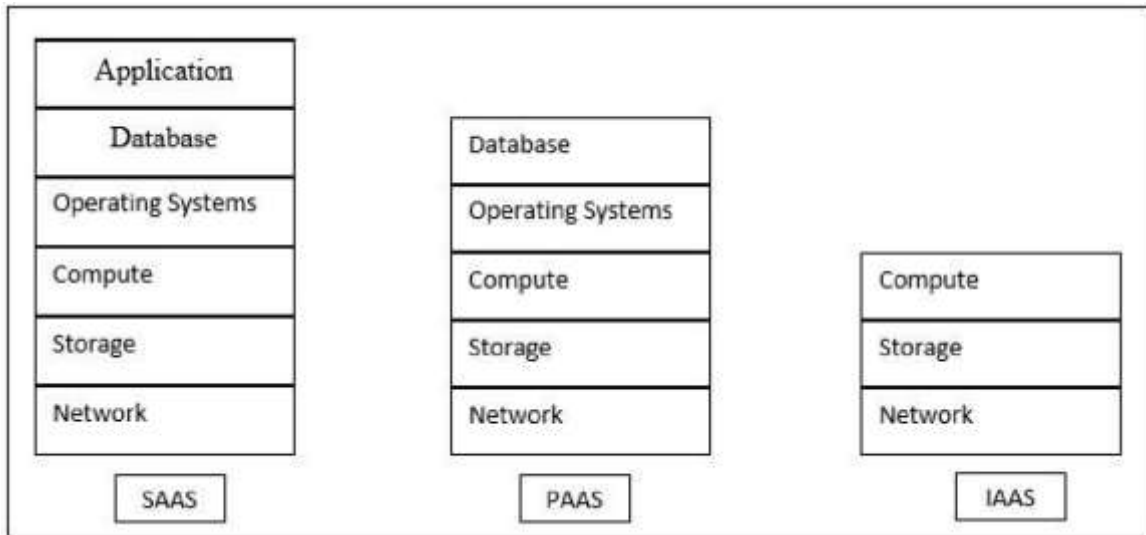 Application
Database
Operating Systems
Compute
Storage
Network
SAAS
Database
Operating Systems
Compute
Storage
Network
PAAS
Compute
Storage
Network
IAAS